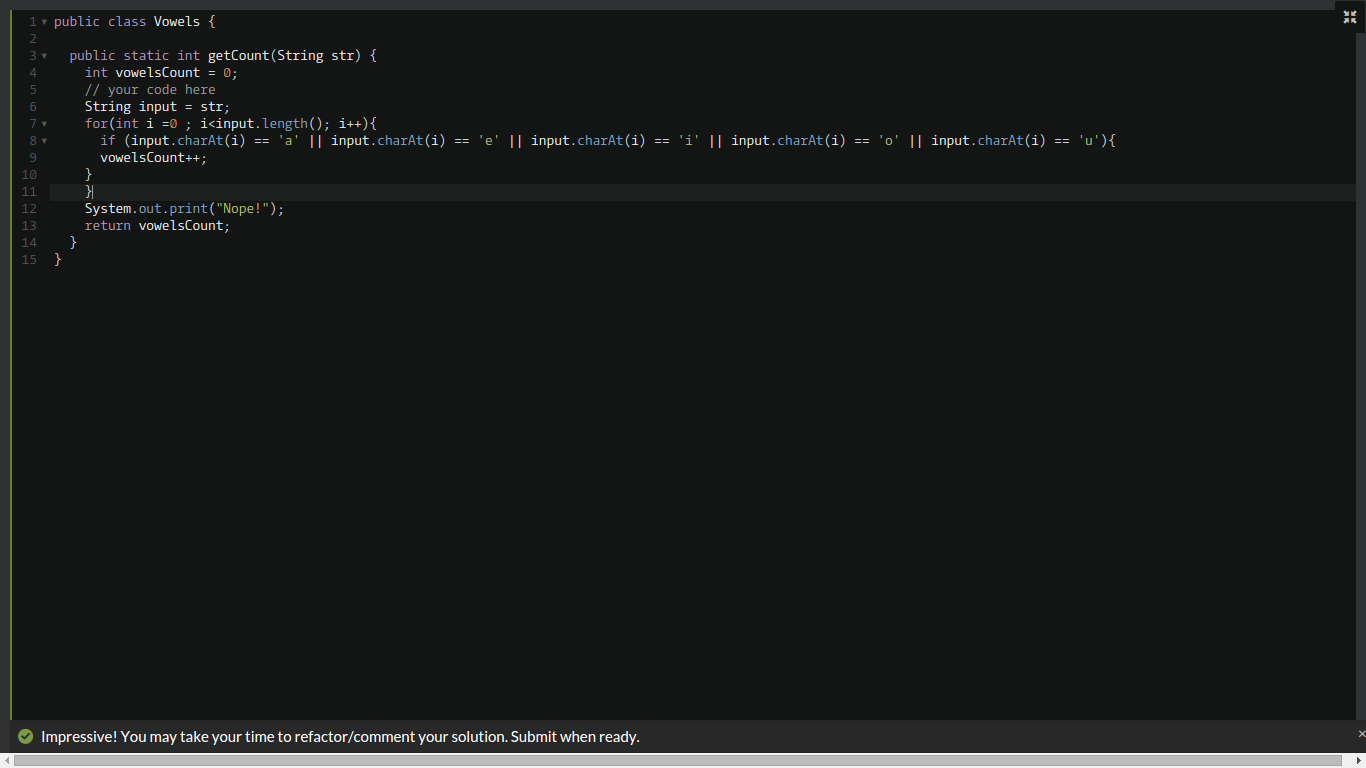 1 public class Vowels {
2
3 public static int getCount(String str) {
4 int vowelsCount = 0;
5 // your code here
6 String input = str;
7 for(int i =0 ; i<input.length(); i++){
8 if (input.charAt(i) == 'a' || input.charAt(i) == 'e' || input.charAt(i) == 'i' || input.charAt(i) == 'o' || input.charAt(i) == 'u'){
9 vowelsCount++;
10 }
11 }
12 System.out.print("Nope!");
13 return vowelsCount;
14 }
15 }
Impressive! You may take your time to refactor/comment your solution. Submit when ready.